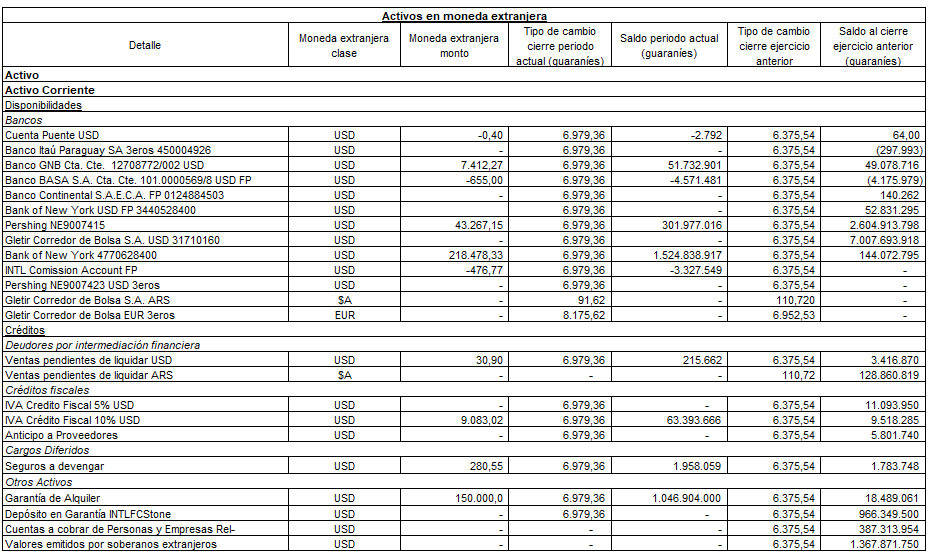 Activos en moneda extranjera
Detalle Moneda extranjera clase Moneda extranjera monto Tipo de cambio cierre periodo actual (guaraníes) Saldo periodo actual (guaraníes) Tipo de cambio cierre ejercicio anterior Saldo al cierre ejercicio anterior (guaraníes)
Activo
Activo Corriente
Disponibilidades
Bancos
Cuenta Puente USD USD -0,40 6.979,36 -2.792 6.375,54 64,00
Banco Itaú Paraguay SA 3eros 450004926 USD - 6.979,36 - 6.375,54 (297.993)
Banco GNB Cta. Cte. 12708772/002 USD USD 7.412,27 6.979,36 51.732.901 6.375,54 49.078.716
Banco BASA S.A. Cta. Cte. 101.0000569/8 USD FP USD -655,00 6.979,36 -4.571.481 6.375,54 (4.175.979)
Banco Continental S.A.E.C.A. FP 0124884503 USD - 6.979,36 - 6.375,54 140.262
Bank of New York USD FP 3440528400 USD 6.979,36 - 6.375,54 52.831.295
Pershing NE9007415 USD 43.267,15 6.979,36 301.977.016 6.375,54 2.604.913.798
Gletir Corredor de Bolsa S.A. USD 31710160 USD 6.979,36 - 6.375,54 7.007.693.918
Bank of New York 4770628400 USD 218.478,33 6.979,36 1.524.838.917 6.375,54 144.072.795
INTL Comission Account FP USD -476,77 6.979,36 -3.327.549 6.375,54 -
Pershing NE9007423 USD 3eros USD - 6.979,36 - 6.375,54 -
Gletir Corredor de Bolsa S.A. ARS $A - 91,62 - 110,720 -
Gletir Corredor de Bolsa EUR 3eros EUR - 8.175,62 - 6.952,53 -
Créditos
Deudores por intermediación financiera
Ventas pendientes de liquidar USD USD 30,90 6.979,36 215.662 6.375,54 3.416.870
Ventas pendientes de liquidar ARS $A - - - 110,72 128.860.819
Créditos fiscales
IVA Credito Fiscal 5% USD USD - 6.979,36 - 6.375,54 11.093.950
IVA Crédito Fiscal 10% USD USD 9.083,02 6.979,36 63.393.666 6.375,54 9.518.285
Anticipo a Proveedores USD - 6.979,36 - 6.375,54 5.801.740
Cargos Diferidos
Seguros a devengar USD 280,55 6.979,36 1.958.059 6.375,54 1.783.748
Otros Activos
Garantía de Alquiler USD 150.000,0 6.979,36 1.046.904.000 6.375,54 18.489.061
Depósito en Garantía INTLFCStone USD - 6.979,36 - 6.375,54 966.349.500
Cuentas a cobrar de Personas y Empresas Rel- USD - - - 6.375,54 387.313.954
Valores emitidos por soberanos extranjeros USD - - - 6.375,54 1.367.871.750